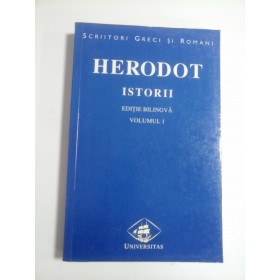 SCRIITORI GRECI ȘI ROMANI
HERODOT
ISTORII
EDIȚIE BILINGVĂ
VOLUMUL I
UNIVERSITAS